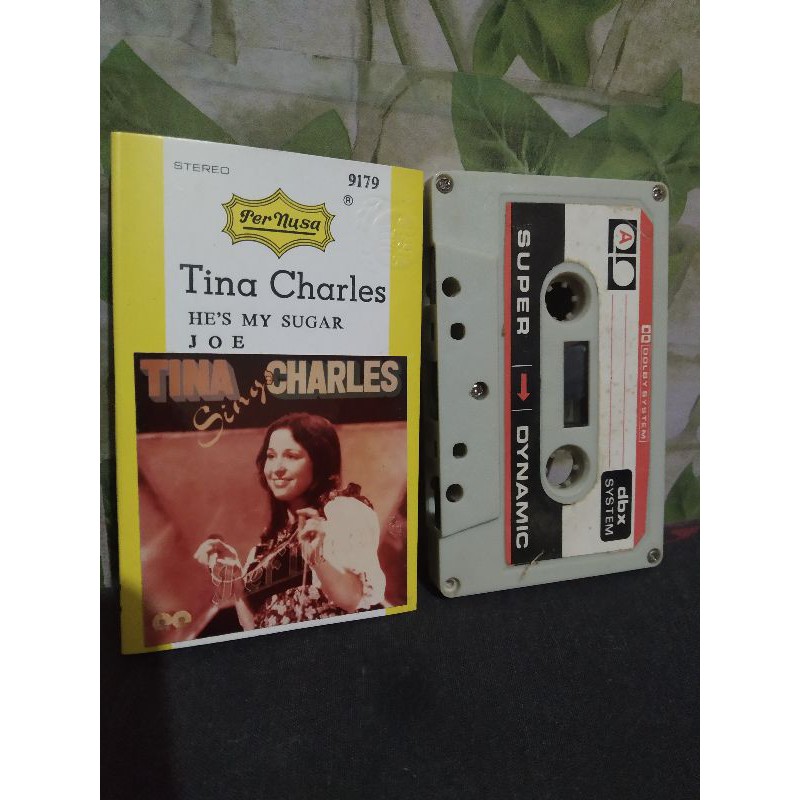 STEREO
9179
Per Nusa
®
Tina Charles
HE'S MY SUGAR
JOE
TINA CHARLES
Sings
SUPER → DYNAMIC
A
DOLBY SYSTEM
dbx
SYSTEM